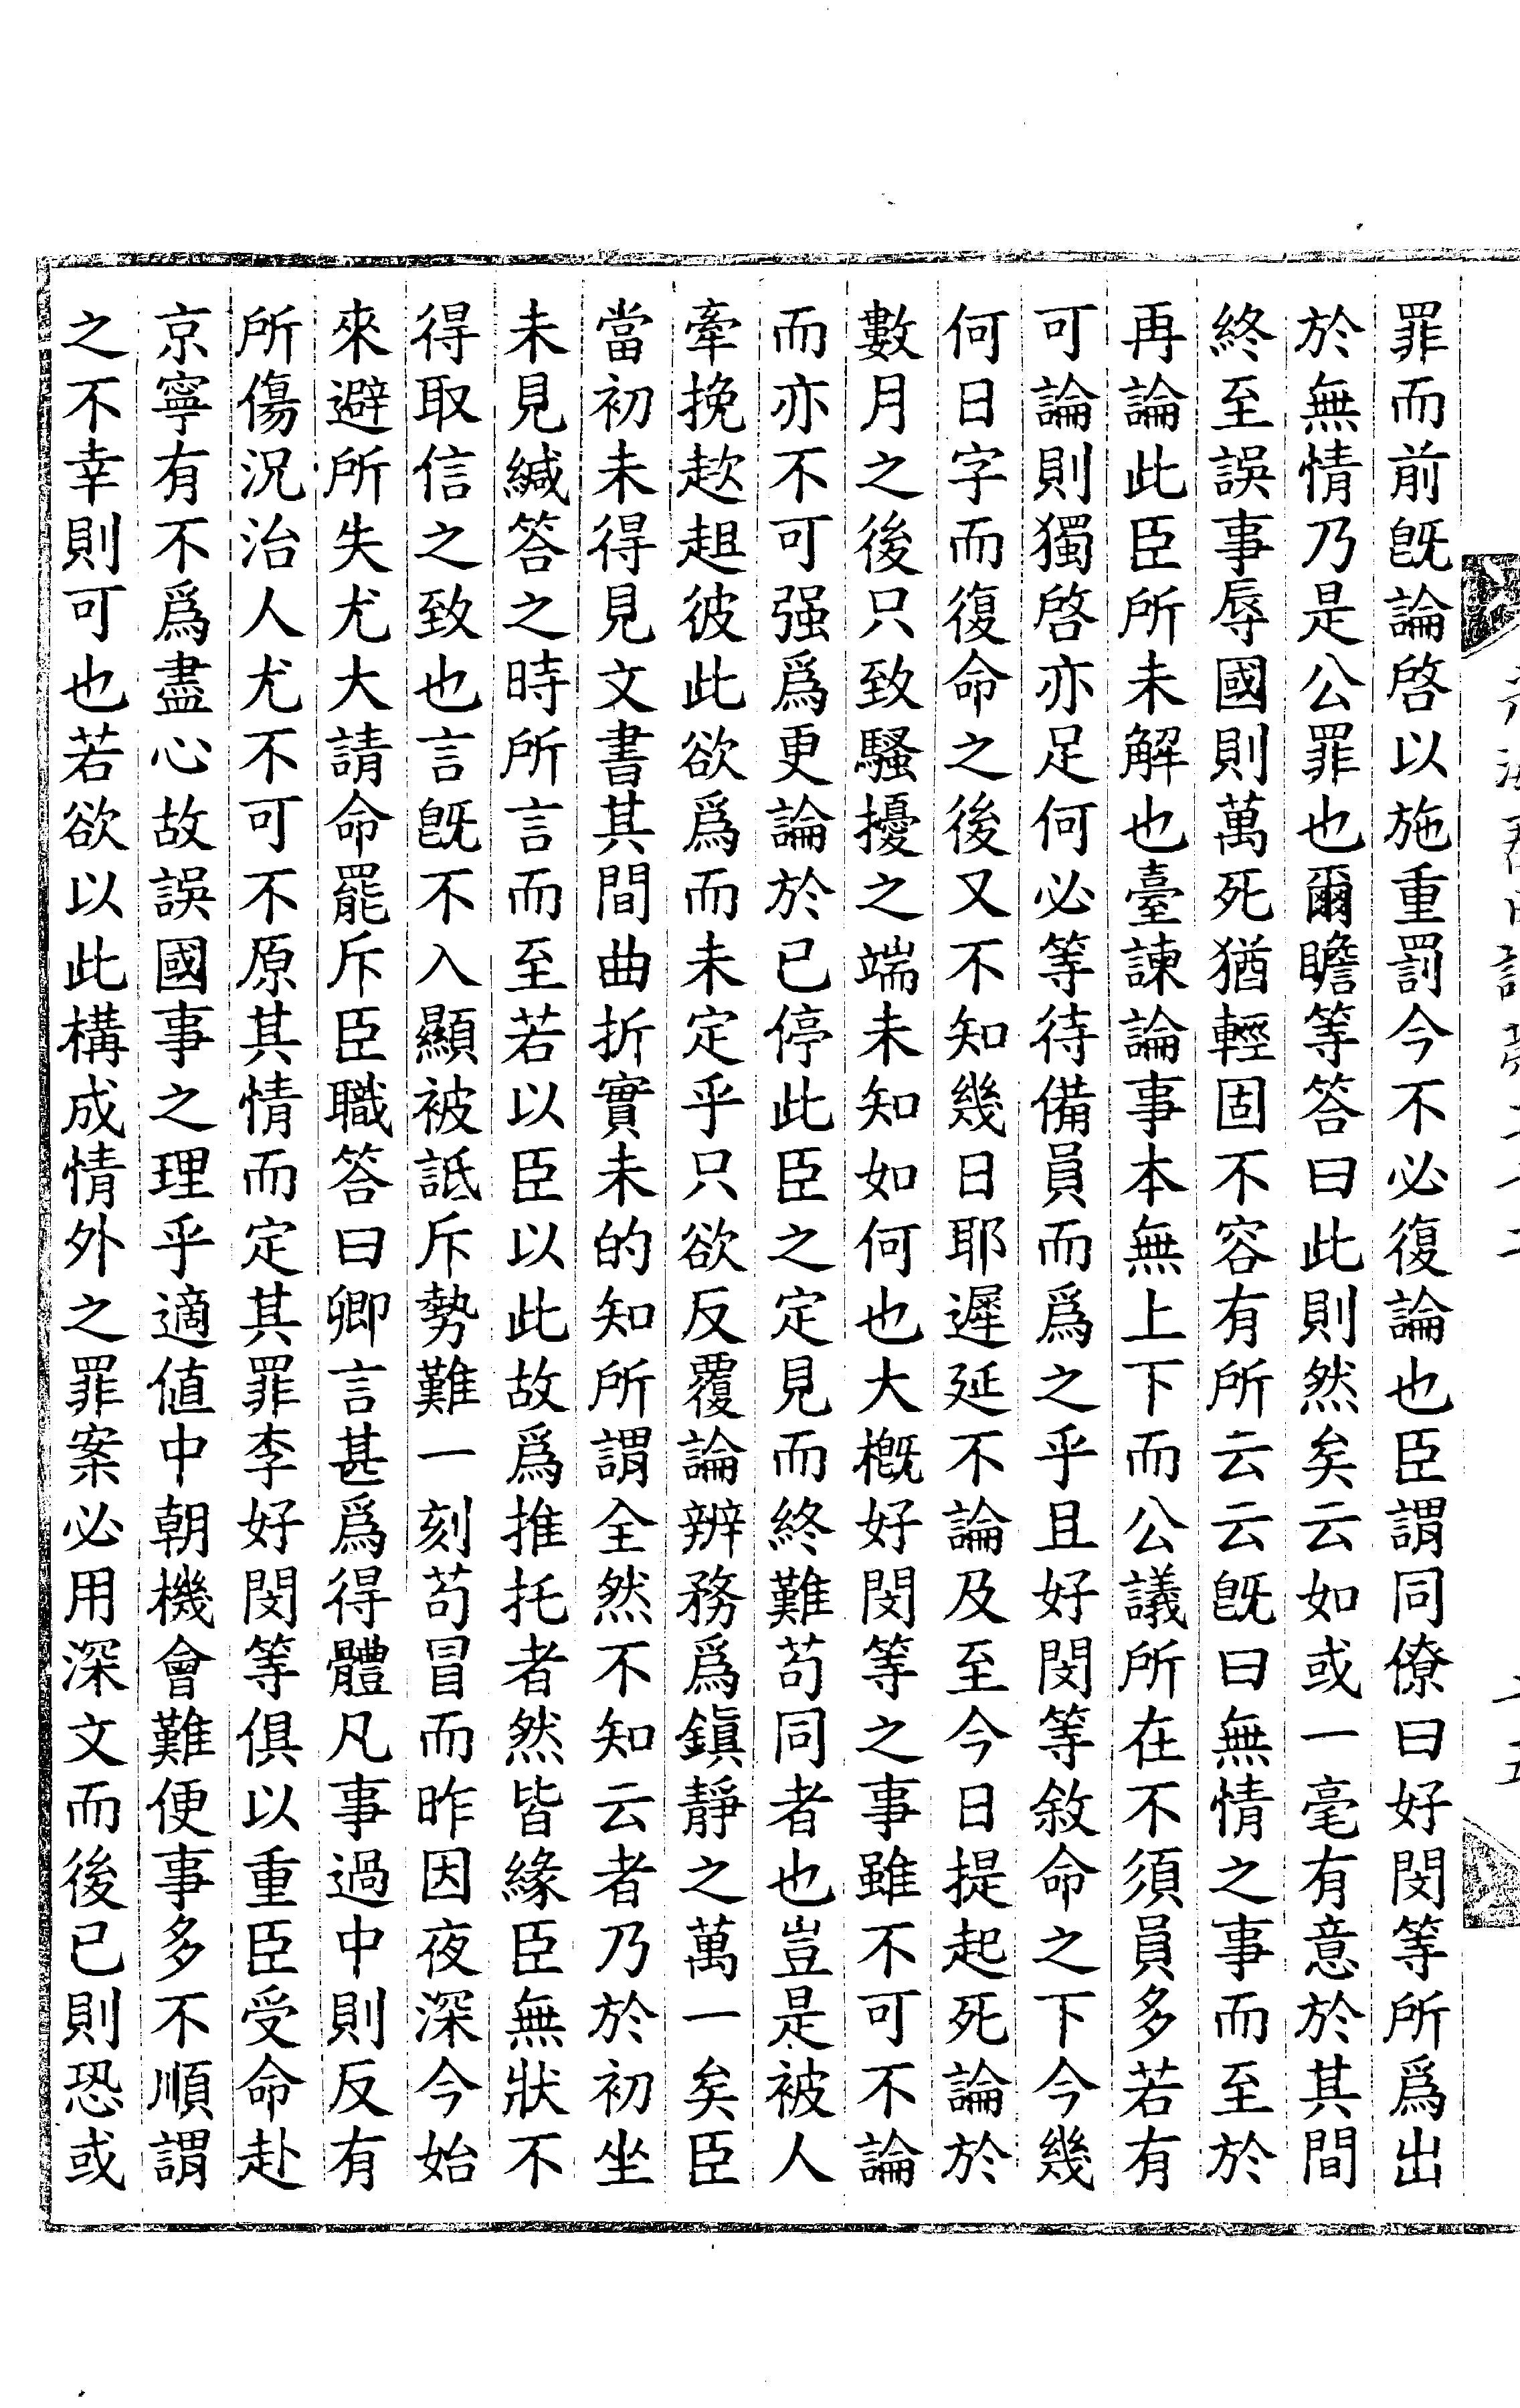 罪而前旣論啓以施重罰今不必復論也臣謂同僚曰好閔等所爲出
於無情乃是公罪也爾瞻等答曰此則然矣云如或一毫有意於其間
終至誤事辱國則萬死猶輕固不容有所云云旣曰無情之事而至於
再論此臣所未解也臺諫論事本無上下而公議所在不須員多若有
可論則獨啓亦足何必等待備員而爲之乎且好閔等敘命之下今幾
何日字而復命之後又不知幾日耶遲延不論及至今日提起死論於
數月之後只致騷擾之端未知如何也大槪好閔等之事雖不可不論
而亦不可强爲更論於已停此臣之定見而終難苟同者也豈是被人
牽挽趑趄彼此欲爲而未定乎只欲反覆論辨務爲鎭靜之萬一矣臣
當初未得見文書其間曲折實未的知所謂全然不知云者乃於初坐
未見緘答之時所言而至若以臣以此故爲推托者然皆緣臣無狀不
得取信之致也言旣不入顯被詆斥勢難一刻苟冒而昨因夜深今始
來避所失尤大請命罷斥臣職答曰卿言甚爲得體凡事過中則反有
所傷況治人尤不可不原其情而定其罪李好閔等俱以重臣受命赴
京寧有不爲盡心故誤國事之理乎適値中朝機會難便事多不順謂
之不幸則可也若欲以此構成情外之罪案必用深文而後已則恐或